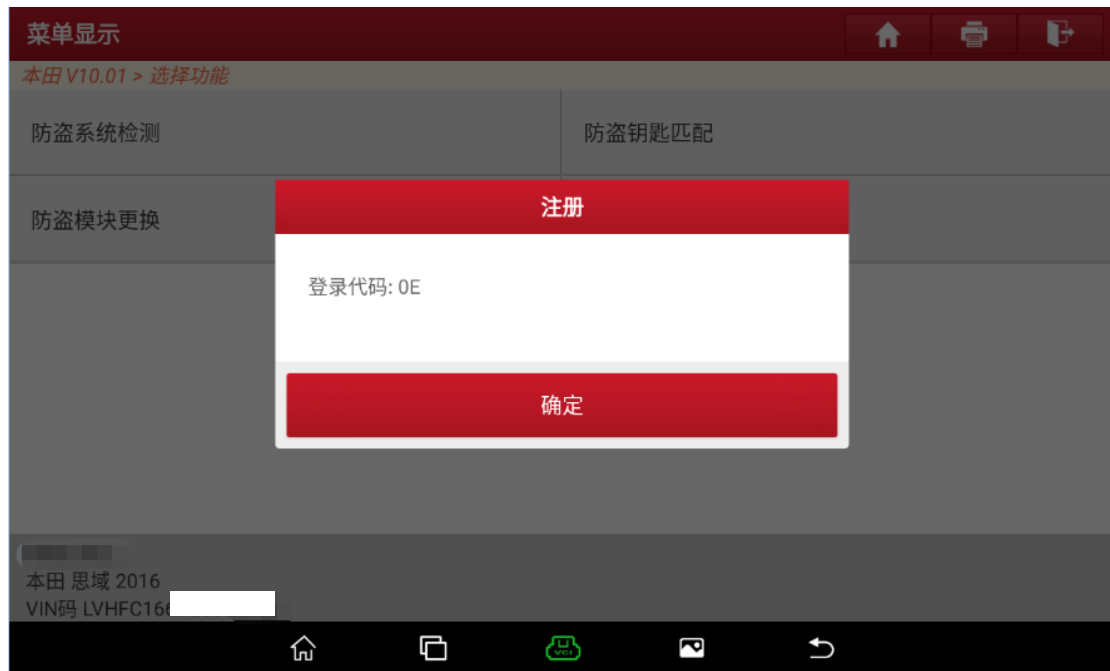 菜单显示
本田 V10.01 > 选择功能
防盗系统检测
防盗钥匙匹配
防盗模块更换
注册
登录代码: 0E
确定
本田 思域 2016
VIN码 LVHFC166
VCI